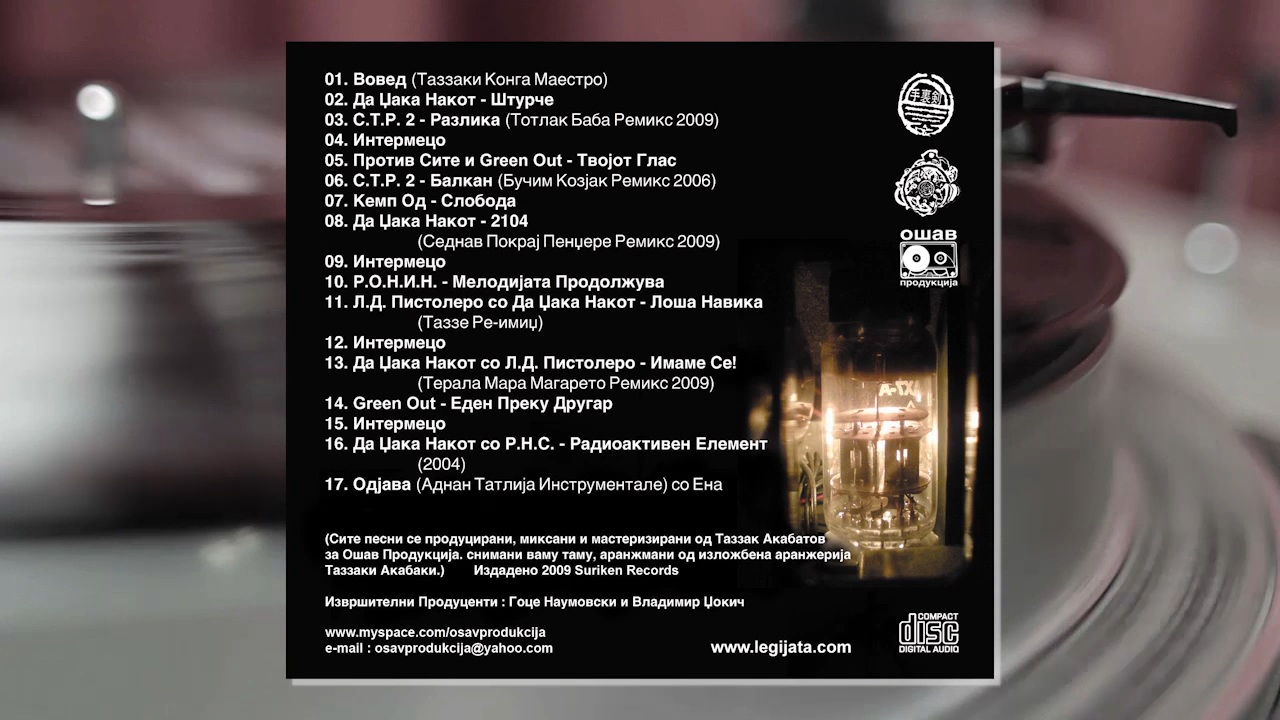 01. Вовед (Таззаки Конга Маестро)
02. Да Џака Накот - Штурче
03. С.Т.Р. 2 - Разлика (Тотлак Баба Ремикс 2009)
04. Интермецо
05. Против Сите и Green Out - Твојот Глас
06. С.Т.Р. 2 - Балкан (Бучим Козјак Ремикс 2006)
07. Кемп Од - Слобода
08. Да Џака Накот - 2104
(Седнав Покрај Пенџере Ремикс 2009)
09. Интермецо
10. Р.О.Н.И.Н. - Мелодијата Продолжува
11. Л.Д. Пистолеро со Да Џака Накот - Лоша Навика
(Таззе Ре-имиџ)
12. Интермецо
13. Да Џака Накот со Л.Д. Пистолеро - Имаме Се!
(Терала Мара Магарето Ремикс 2009)
14. Green Out - Еден Преку Другар
15. Интермецо
16. Да Џака Накот со Р.Н.С. - Радиоактивен Елемент
(2004)
17. Одјава (Аднан Татлија Инструментале) со Ена
(Сите песни се продуцирани, миксани и мастеризирани од Таззак Акабатов
за Ошав Продукција. снимани ваму таму, аранжмани од изложбена аранжерија
Таззаки Акабаки.) Издадено 2009 Suriken Records
Извршителни Продуценти : Гоце Наумовски и Владимир Џокич
www.myspace.com/osavprodukcija
e-mail : osavprodukcija@yahoo.com
www.legijata.com
手裏剣
ошав
продукција
COMPACT
disc
DIGITAL AUDIO